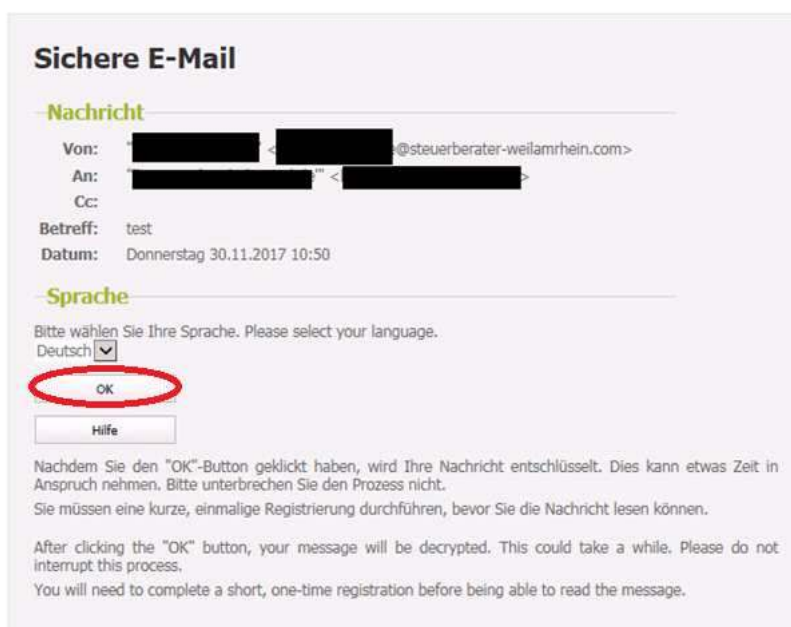 Sichere E-Mail
Nachricht
Von: " " < @steuerberater-weilamrhein.com>
An: " '" < >
Cc:
Betreff: test
Datum: Donnerstag 30.11.2017 10:50
Sprache
Bitte wählen Sie Ihre Sprache. Please select your language.
Deutsch
OK
Hilfe
Nachdem Sie den "OK"-Button geklickt haben, wird Ihre Nachricht entschlüsselt. Dies kann etwas Zeit in
Anspruch nehmen. Bitte unterbrechen Sie den Prozess nicht.
Sie müssen eine kurze, einmalige Registrierung durchführen, bevor Sie die Nachricht lesen können.
After clicking the "OK" button, your message will be decrypted. This could take a while. Please do not
interrupt this process.
You will need to complete a short, one-time registration before being able to read the message.